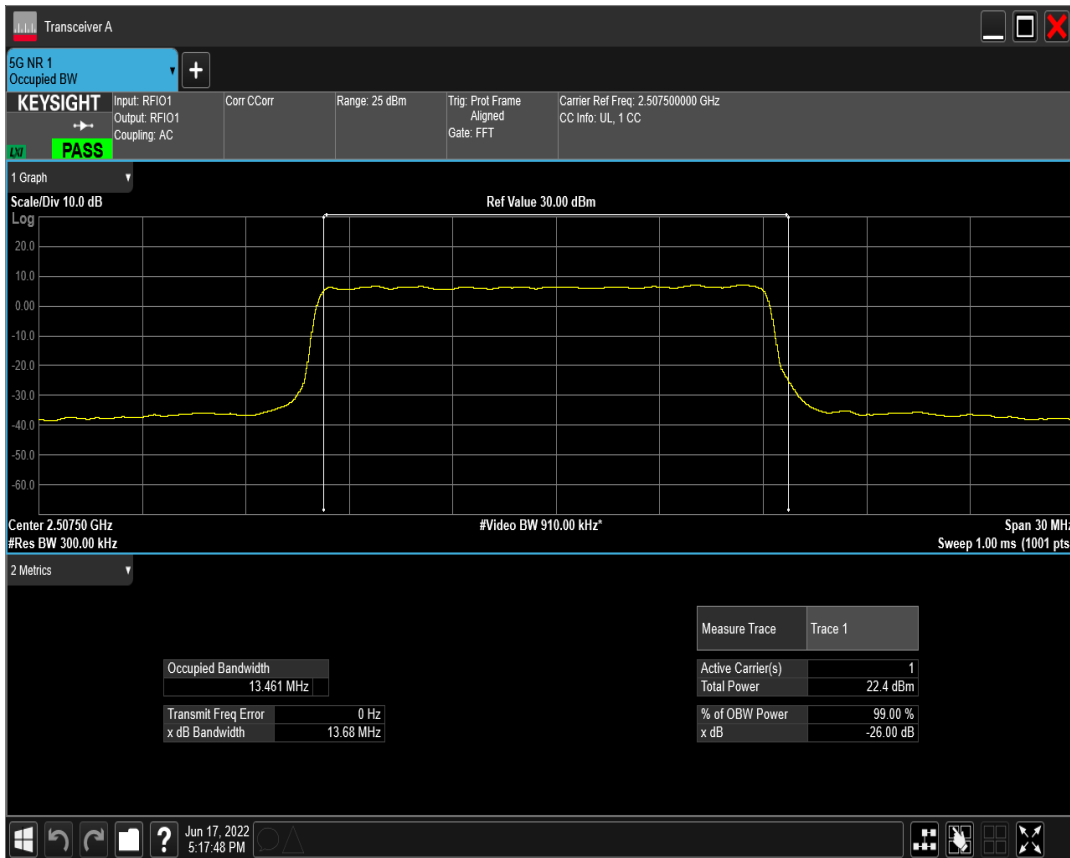 Transceiver A
5G NR 1
Occupied BW
KEYSIGHT
LXI
PASS
Input: RFIO1
Output: RFIO1
Coupling: AC
Corr CCorr
Range: 25 dBm
Trig: Prot Frame
Aligned
Gate: FFT
Carrier Ref Freq: 2.507500000 GHz
CC Info: UL, 1 CC
1 Graph
Scale/Div 10.0 dB
Ref Value 30.00 dBm
Log
20.0
10.0
0.00
-10.0
-20.0
-30.0
-40.0
-50.0
-60.0
Center 2.50750 GHz
#Video BW 910.00 kHz*
Span 30 MHz
#Res BW 300.00 kHz
Sweep 1.00 ms (1001 pts
2 Metrics
Measure Trace Trace 1
Occupied Bandwidth
13.461 MHz
Active Carrier(s) 1
Total Power 22.4 dBm
Transmit Freq Error 0 Hz
x dB Bandwidth 13.68 MHz
% of OBW Power 99.00 %
x dB -26.00 dB
?
Jun 17, 2022
5:17:48 PM